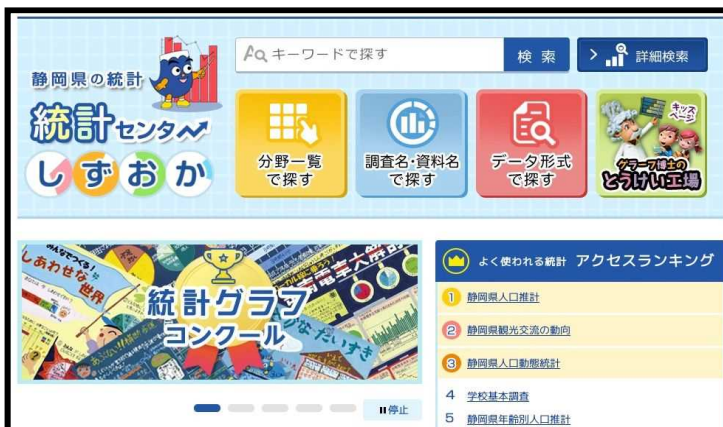 静岡県の統計
統計センター
しずおか
キーワードで探す
検索
詳細検索
分野一覧
で探す
調査名・資料名
で探す
データ形式
で探す
キッズ
ページ
グラーフ博士の
とうけい工場
みんなでつくる!
しあわせな
世界
統計グラフ
コンクール
よく使われる統計 アクセスランキング
1 静岡県人口推計
2 静岡県観光交流の動向
3 静岡県人口動態統計
4 学校基本調査
5 静岡県年齢別人口推計
停止